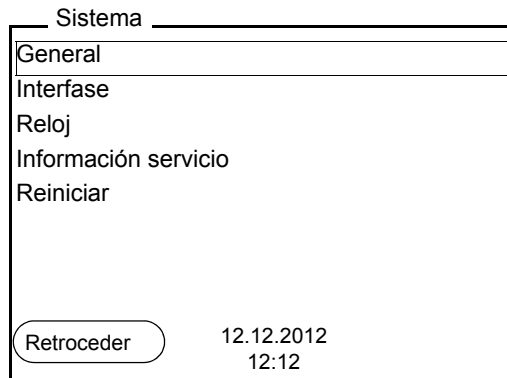 Sistema
General
Interfase
Reloj
Información servicio
Reiniciar
Retroceder
12.12.2012
12:12